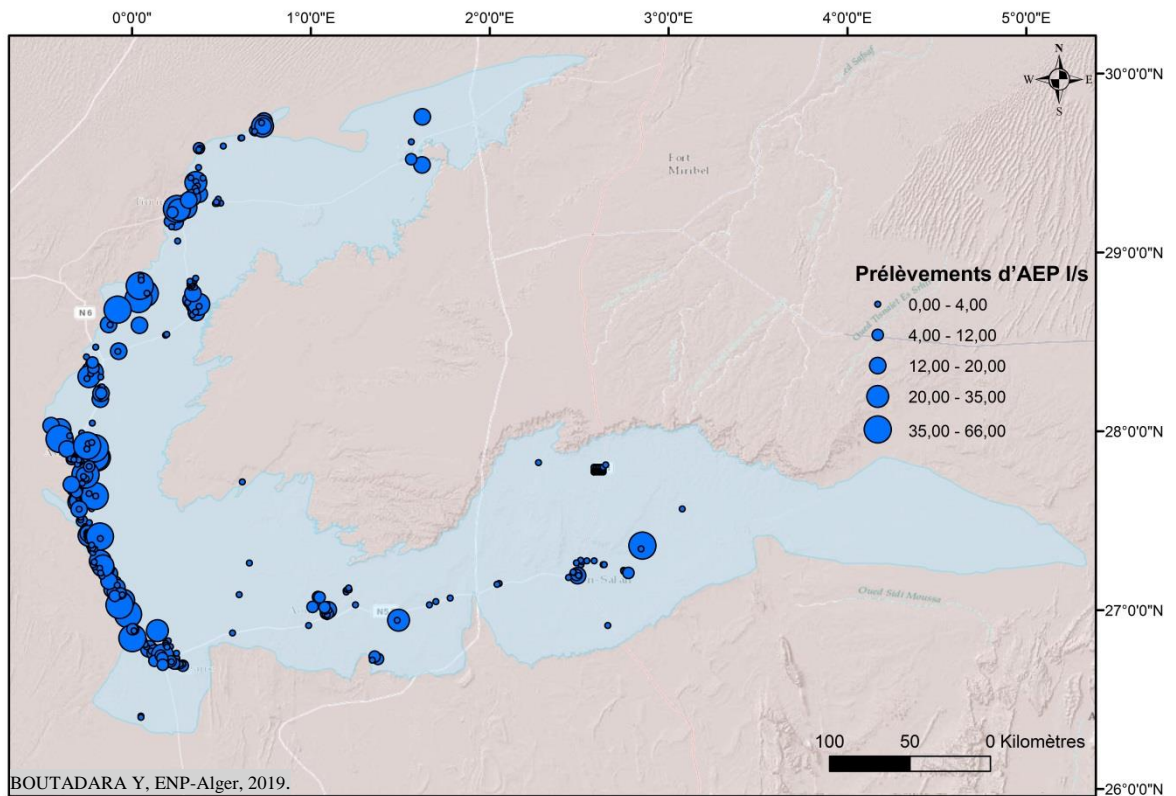 0°0'0"E 1°0'0"E 2°0'0"E 3°0'0"E 4°0'0"E 5°0'0"E
30°0'0"N
N
W E
S
Fort
Miribel
29°0'0"N
Prélèvements d'AEP l/s
0,00 - 4,00
4,00 - 12,00
12,00 - 20,00
20,00 - 35,00
35,00 - 66,00
N6
28°0'0"N
N5
27°0'0"N
Oued Sidi Moussa
100 50 0 Kilomètres
BOUTADARA Y, ENP-Alger, 2019.
26°0'0"N